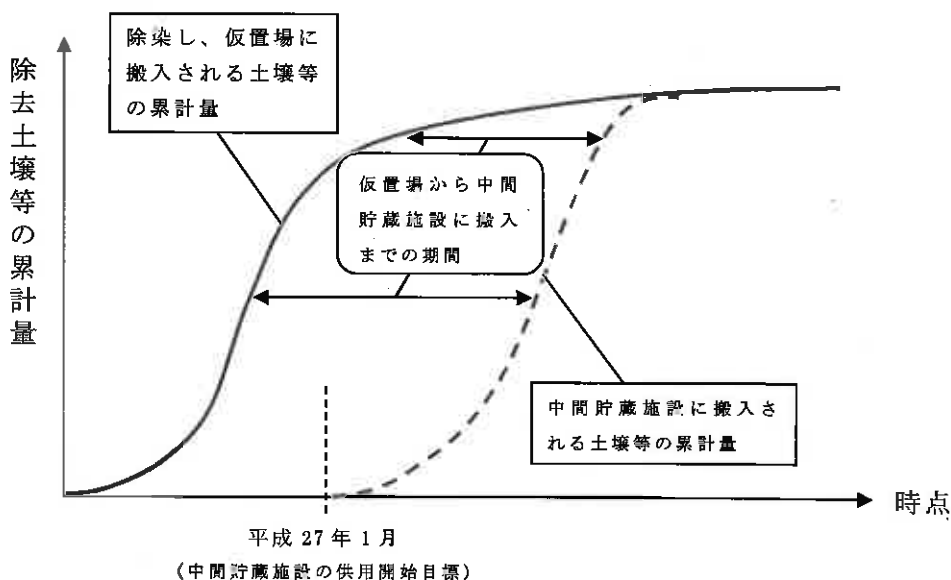 除去土壌等の累計量
除染し、仮置場に
搬入される土壌等
の累計量
仮置場から中間
貯蔵施設に搬入
までの期間
中間貯蔵施設に搬入さ
れる土壌等の累計量
時点
平成27年1月
（中間貯蔵施設の供用開始目標）